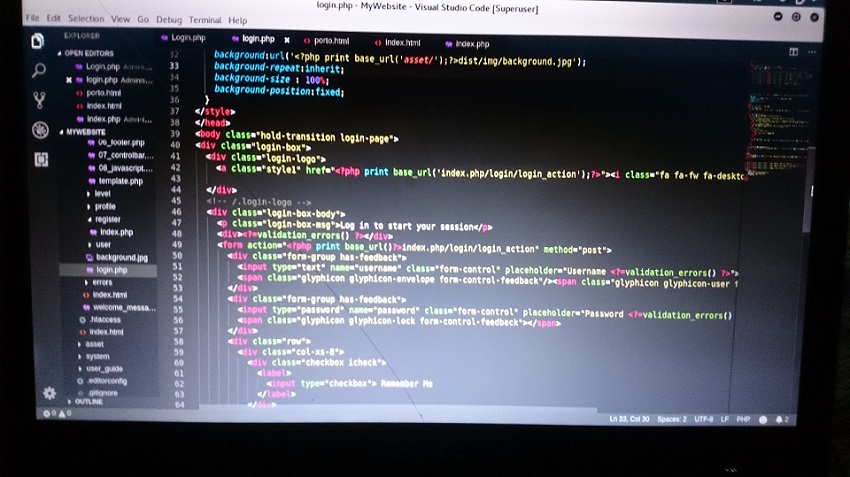 login.php - MyWebsite - Visual Studio Code [Superuser]
File Edit Selection View Go Debug Terminal Help
EXPLORER
Login.php login.php porto.html index.html index.php
OPEN EDITORS
Login.php
login.php
porto.html
index.html
index.php
MYWEBSITE
06_footer.php
07_controlbar....
08_javascript....
template.php
level
profile
register
index.php
user
background.jpg
login.php
errors
index.html
welcome_messa...
.htaccess
index.html
asset
system
user_guide
.editorconfig
.gitignore
OUTLINE
32 background:url('<?php print base_url('asset/');?>dist/img/background.jpg');
33 background-repeat:inherit;
34 background-size : 100%;
35 background-position:fixed;
36 }
37 </style>
38 </head>
39 <body class="hold-transition login-page">
40 <div class="login-box">
41 <div class="login-logo">
42 <a class="style1" href="<?php print base_url('index.php/login/login_action');?>"><i class="fa fa-fw fa-deskto
43
44 </div>
45 <!-- /.login-logo -->
46 <div class="login-box-body">
47 <p class="login-box-msg">Log in to start your session</p>
48 <div><?=validation_errors() ?></div>
49 <form action="<?php print base_url()?>index.php/login/login_action" method="post">
50 <div class="form-group has-feedback">
51 <input type="text" name="username" class="form-control" placeholder="Username <?=validation_errors() ?>">
52 <span class="glyphicon glyphicon-envelope form-control-feedback"/><span class="glyphicon glyphicon-user f
53 </div>
54 <div class="form-group has-feedback">
55 <input type="password" name="password" class="form-control" placeholder="Password <?=validation_errors()
56 <span class="glyphicon glyphicon-lock form-control-feedback"></span>
57 </div>
58 <div class="row">
59 <div class="col-xs-8">
60 <div class="checkbox icheck">
61 <label>
62 <input type="checkbox"> Remember Me
63 </label>
64 </div>
0 0 Ln 33, Col 30 Spaces: 2 UTF-8 LF PHP 2